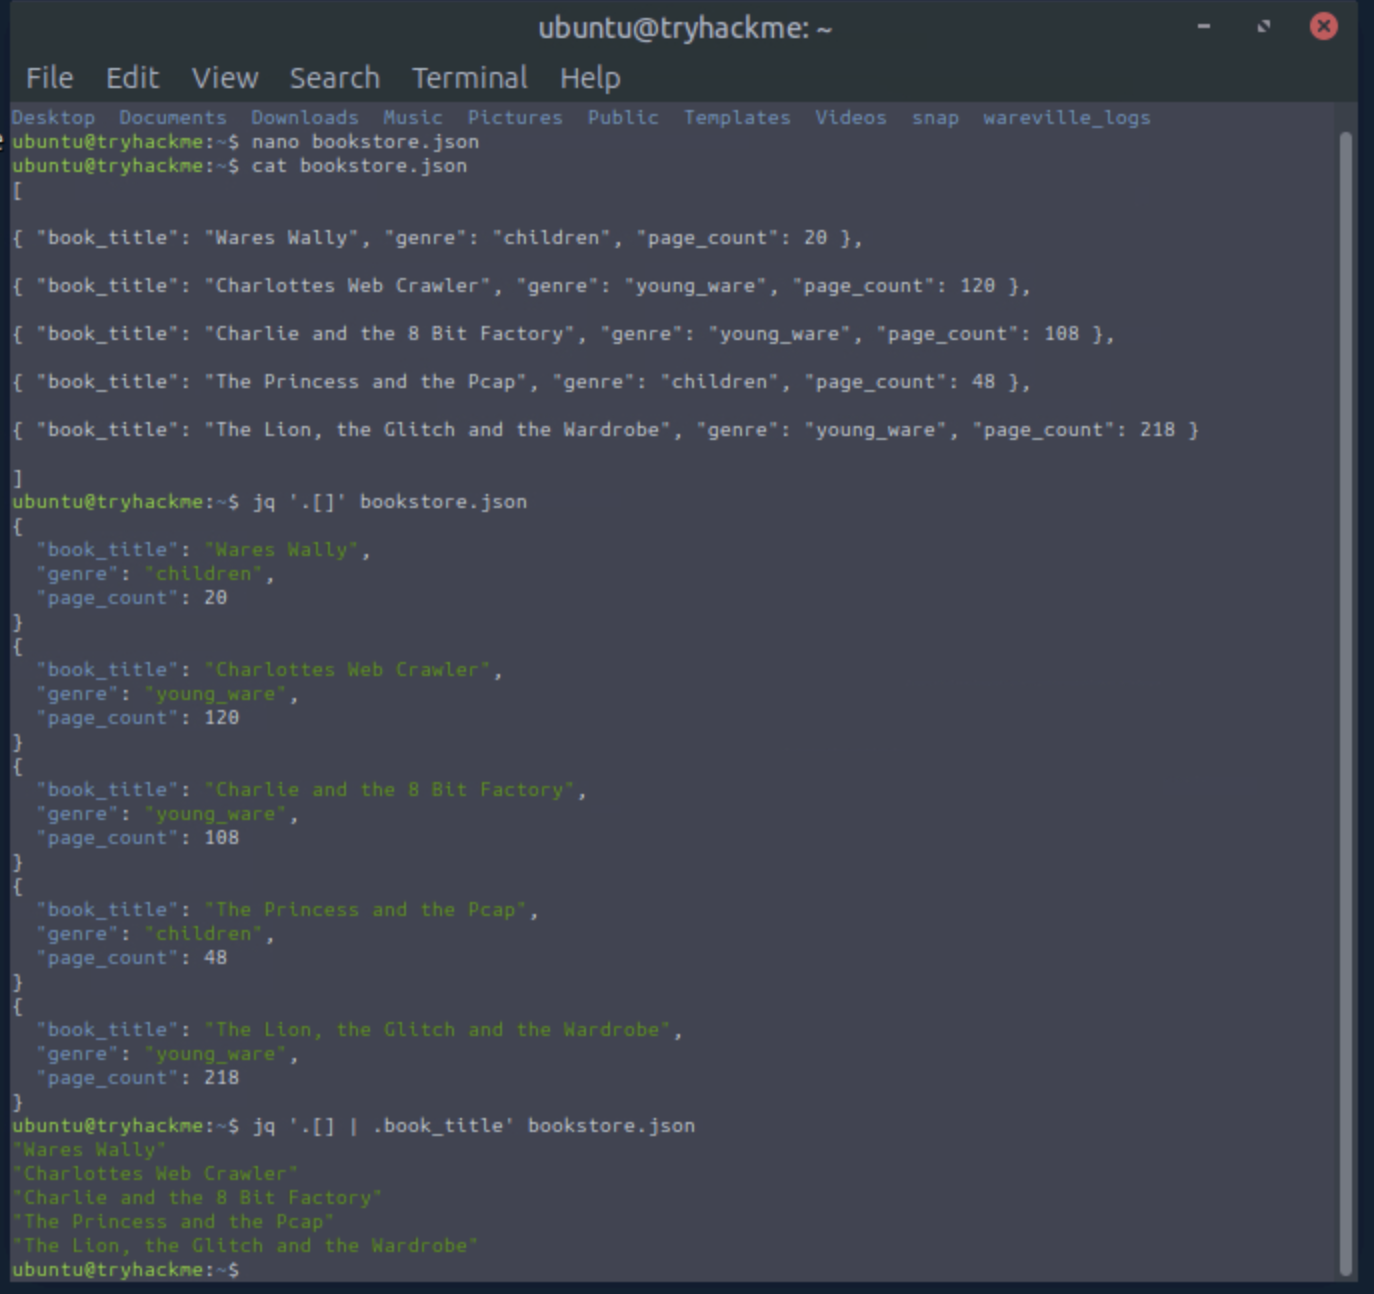 ubuntu@tryhackme: ~
File Edit View Search Terminal Help
Desktop Documents Downloads Music Pictures Public Templates Videos snap wareville_logs
ubuntu@tryhackme:~$ nano bookstore.json
ubuntu@tryhackme:~$ cat bookstore.json
[
{ "book_title": "Wares Wally", "genre": "children", "page_count": 20 },
{ "book_title": "Charlottes Web Crawler", "genre": "young_ware", "page_count": 120 },
{ "book_title": "Charlie and the 8 Bit Factory", "genre": "young_ware", "page_count": 108 },
{ "book_title": "The Princess and the Pcap", "genre": "children", "page_count": 48 },
{ "book_title": "The Lion, the Glitch and the Wardrobe", "genre": "young_ware", "page_count": 218 }
]
ubuntu@tryhackme:~$ jq '.[]' bookstore.json
{
  "book_title": "Wares Wally",
  "genre": "children",
  "page_count": 20
}
{
  "book_title": "Charlottes Web Crawler",
  "genre": "young_ware",
  "page_count": 120
}
{
  "book_title": "Charlie and the 8 Bit Factory",
  "genre": "young_ware",
  "page_count": 108
}
{
  "book_title": "The Princess and the Pcap",
  "genre": "children",
  "page_count": 48
}
{
  "book_title": "The Lion, the Glitch and the Wardrobe",
  "genre": "young_ware",
  "page_count": 218
}
ubuntu@tryhackme:~$ jq '.[] | .book_title' bookstore.json
"Wares Wally"
"Charlottes Web Crawler"
"Charlie and the 8 Bit Factory"
"The Princess and the Pcap"
"The Lion, the Glitch and the Wardrobe"
ubuntu@tryhackme:~$